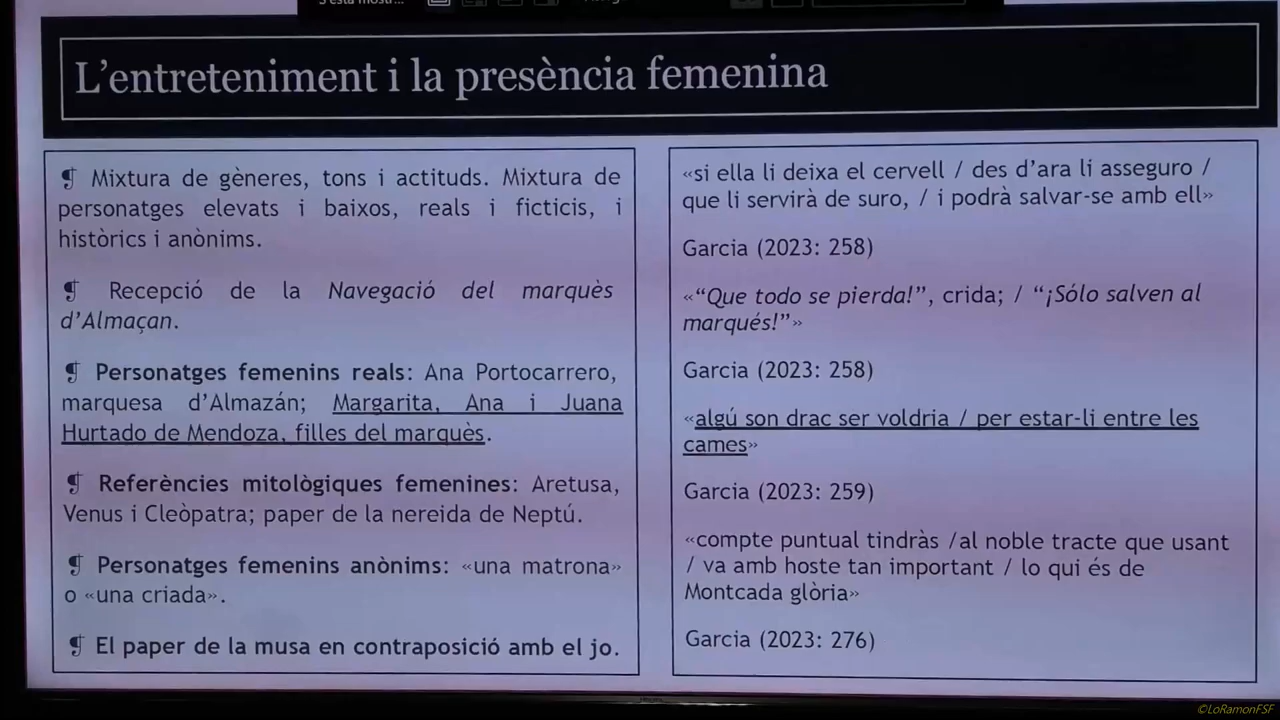 S'està mostr...
L'entreteniment i la presència femenina
¶ Mixtura de gèneres, tons i actituds. Mixtura de
personatges elevats i baixos, reals i ficticis, i
històrics i anònims.
¶ Recepció de la Navegació del marquès
d'Almaçan.
¶ Personatges femenins reals: Ana Portocarrero,
marquesa d'Almazán; Margarita, Ana i Juana
Hurtado de Mendoza, filles del marquès.
¶ Referències mitològiques femenines: Aretusa,
Venus i Cleòpatra; paper de la nereida de Neptú.
¶ Personatges femenins anònims: «una matrona»
o «una criada».
¶ El paper de la musa en contraposició amb el jo.
«si ella li deixa el cervell / des d'ara li asseguro /
que li servirà de suro, / i podrà salvar-se amb ell»
Garcia (2023: 258)
«“Que todo se pierda!”, crida; / “¡Sólo salven al
marqués!”»
Garcia (2023: 258)
«algú son drac ser voldria / per estar-li entre les
cames»
Garcia (2023: 259)
«compte puntual tindràs /al noble tracte que usant
/ va amb hoste tan important / lo qui és de
Montcada glòria»
Garcia (2023: 276)
©LoRamonFSF